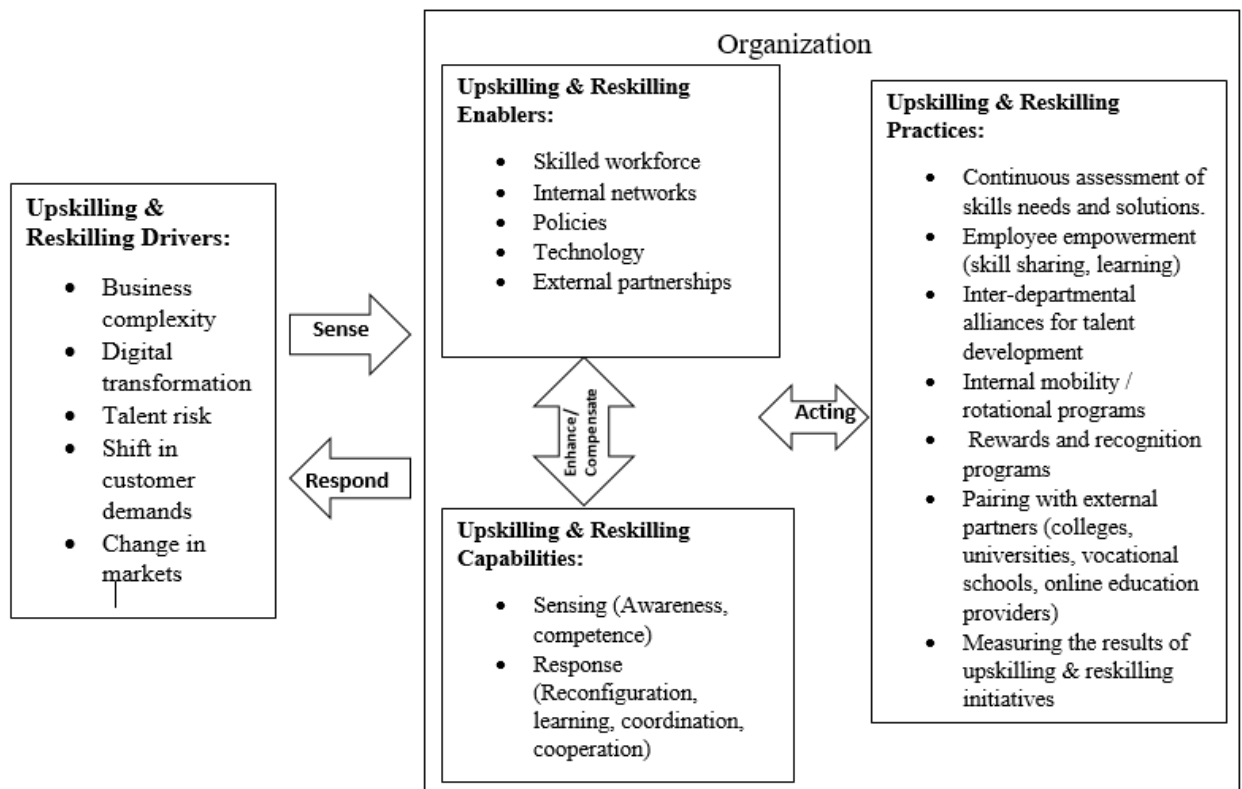 Organization
Upskilling &
Reskilling Drivers:
• Business
complexity
• Digital
transformation
• Talent risk
• Shift in
customer
demands
• Change in
markets
Sense
Respond
Upskilling & Reskilling
Enablers:
• Skilled workforce
• Internal networks
• Policies
• Technology
• External partnerships
Enhance/
Compensate
Upskilling & Reskilling
Capabilities:
• Sensing (Awareness,
competence)
• Response
(Reconfiguration,
learning, coordination,
cooperation)
Acting
Upskilling & Reskilling
Practices:
• Continuous assessment of
skills needs and solutions.
• Employee empowerment
(skill sharing, learning)
• Inter-departmental
alliances for talent
development
• Internal mobility /
rotational programs
• Rewards and recognition
programs
• Pairing with external
partners (colleges,
universities, vocational
schools, online education
providers)
• Measuring the results of
upskilling & reskilling
initiatives